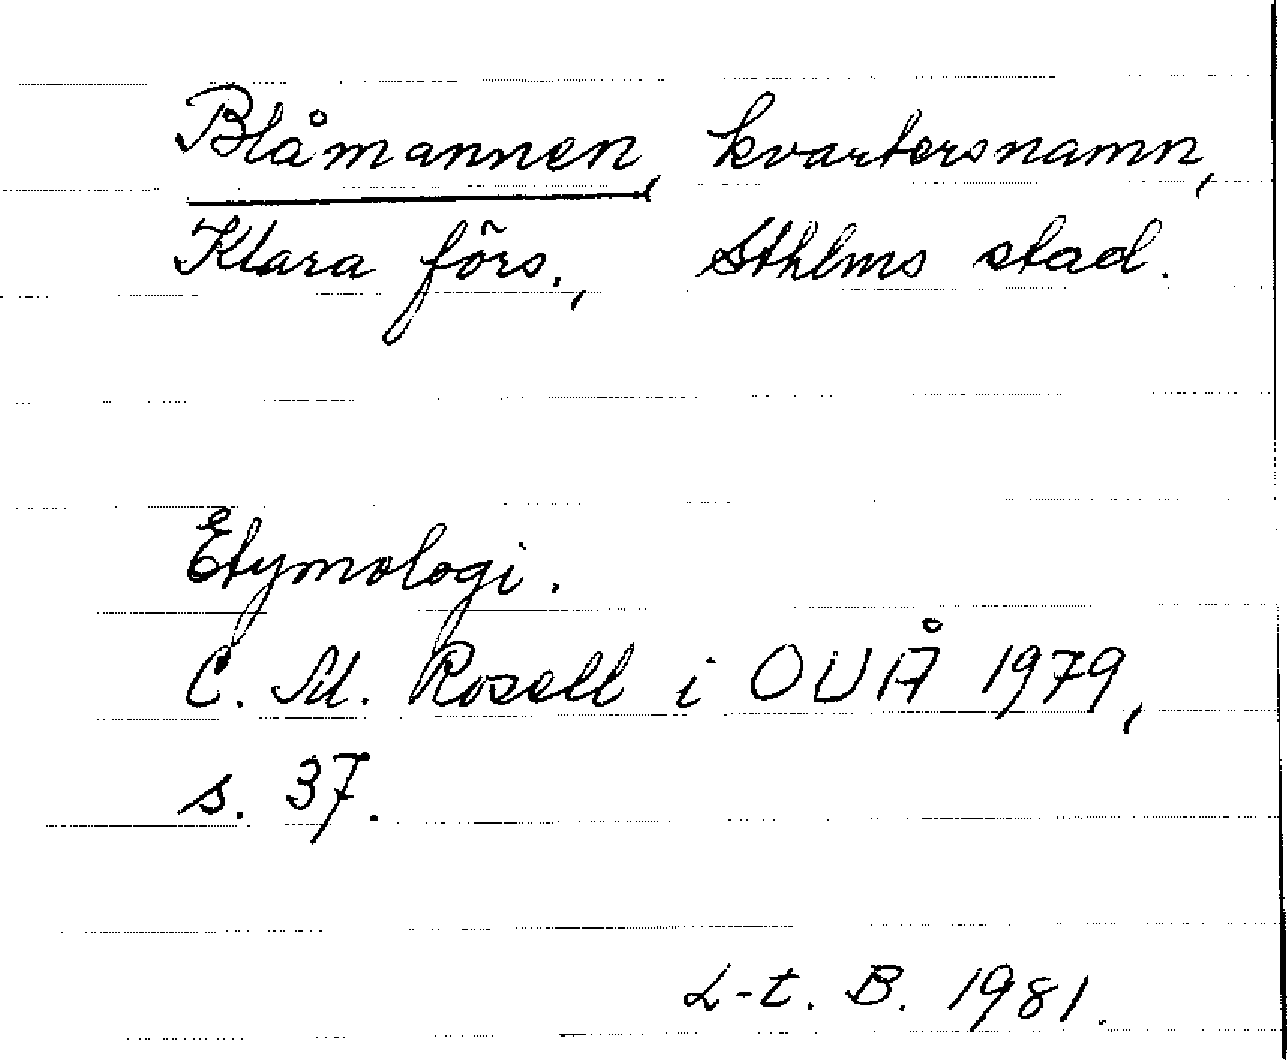 Blåmannen, kvartersnamn,
Klara förs., Sthlms stad.
Etymologi.
C. M. Rosell i OUÅ 1979,
s. 37.
L-t. B. 1981.